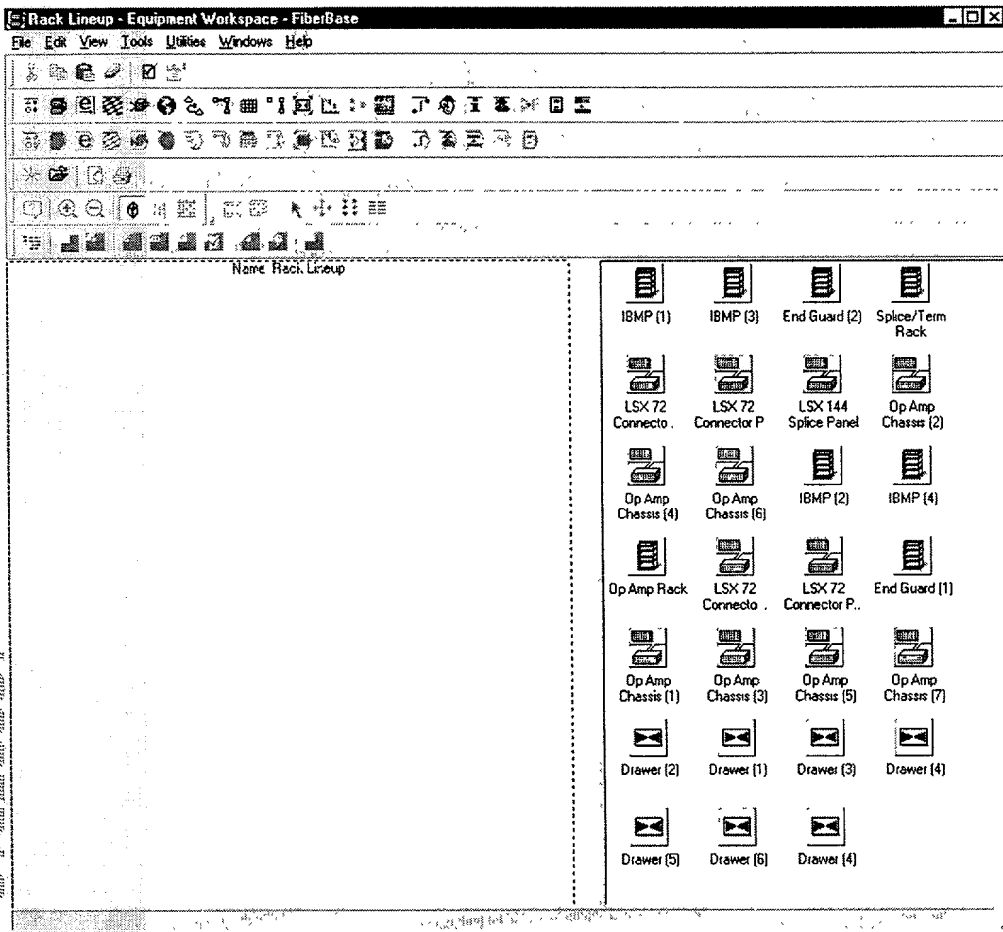 Rack Lineup - Equipment Workspace - FiberBase
File Edit View Tools Utilities Windows Help
Name Rack Lineup
IBMP (1) IBMP (3) End Guard (2) Splice/Term Rack
LSX 72 Connecto . LSX 72 Connector P LSX 144 Splice Panel Op Amp Chassis (2)
Op Amp Chassis (4) Op Amp Chassis (6) IBMP (2) IBMP (4)
Op Amp Rack LSX 72 Connecto . LSX 72 Connector P.. End Guard (1)
Op Amp Chassis (1) Op Amp Chassis (3) Op Amp Chassis (5) Op Amp Chassis (7)
Drawer (2) Drawer (1) Drawer (3) Drawer (4)
Drawer (5) Drawer (6) Drawer (4)